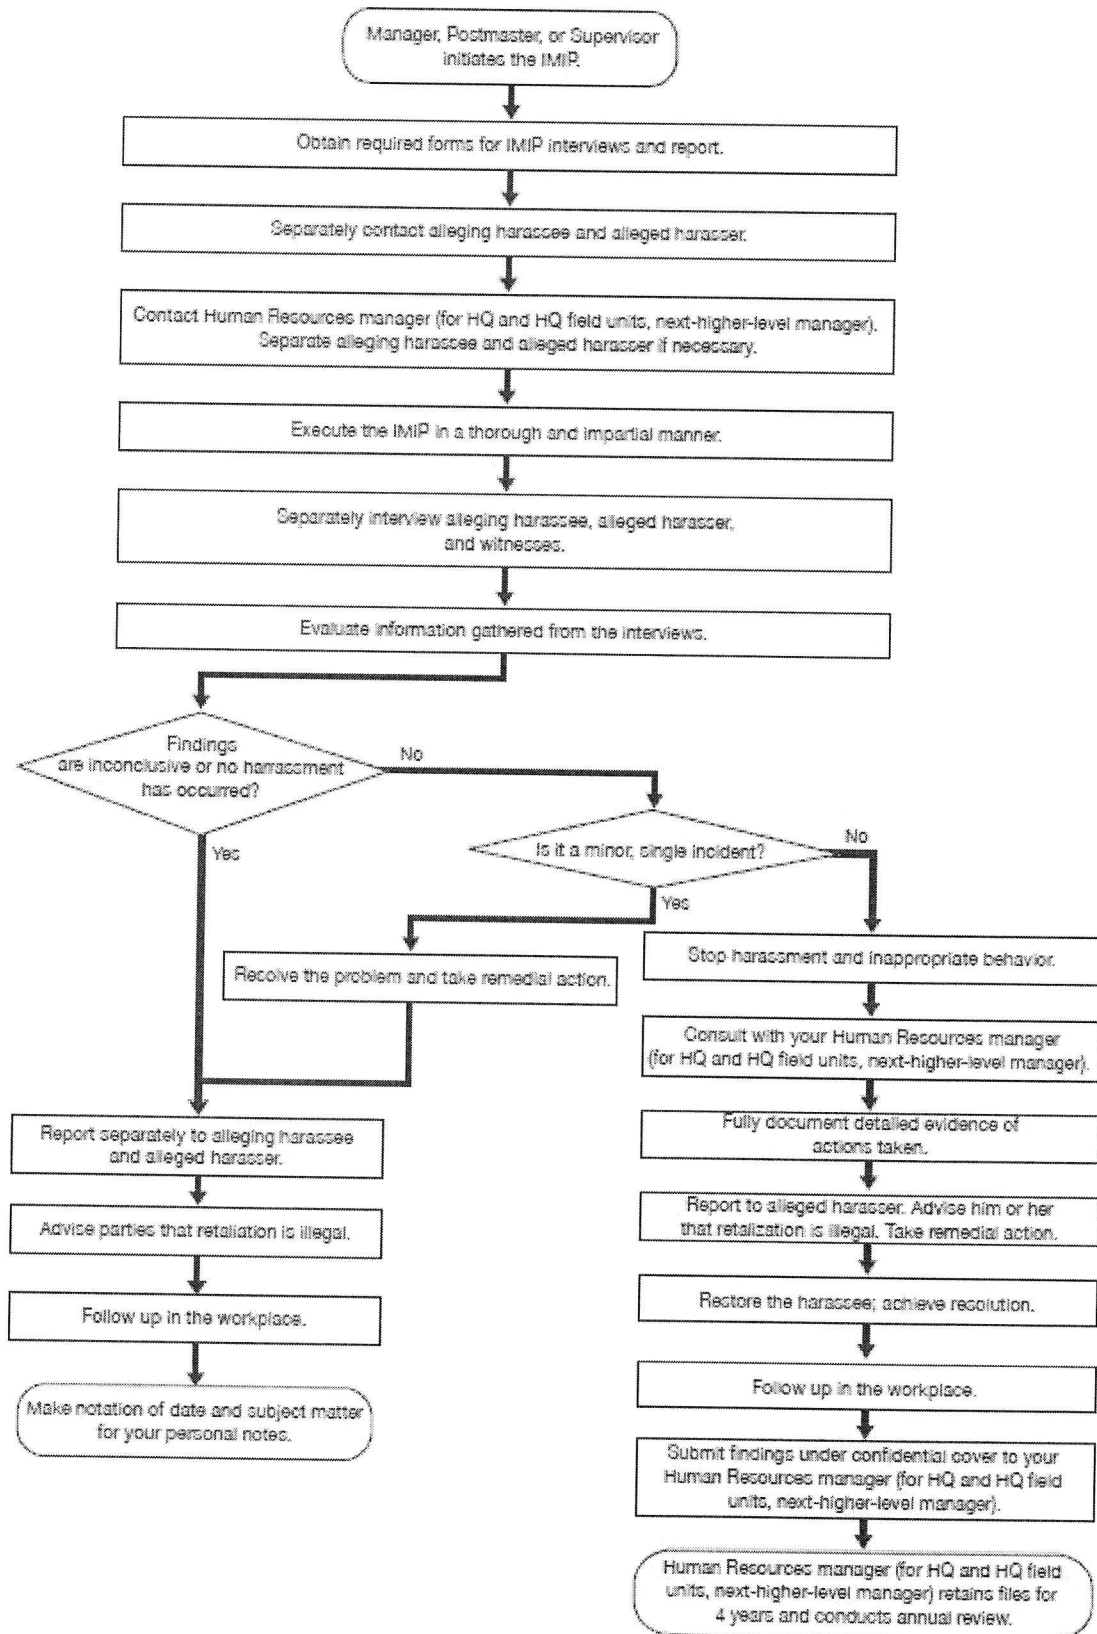 Manager, Postmaster, or Supervisor
initiates the IMIP.
Obtain required forms for IMIP interviews and report.
Separately contact alleging harassee and alleged harasser.
Contact Human Resources manager (for HQ and HQ field units, next-higher-level manager).
Separate alleging harassee and alleged harasser if necessary.
Execute the IMIP in a thorough and impartial manner.
Separately interview alleging harassee, alleged harasser,
and witnesses.
Evaluate information gathered from the interviews.
Findings
are inconclusive or no harrassment
has occurred?
No
Yes
Is it a minor, single incident?
No
Yes
Resolve the problem and take remedial action.
Report separately to alleging harassee
and alleged harasser.
Advise parties that retaliation is illegal.
Follow up in the workplace.
Make notation of date and subject matter
for your personal notes.
Stop harassment and inappropriate behavior.
Consult with your Human Resources manager
(for HQ and HQ field units, next-higher-level manager).
Fully document detailed evidence of
actions taken.
Report to alleged harasser. Advise him or her
that retalization is illegal. Take remedial action.
Restore the harassee; achieve resolution.
Follow up in the workplace.
Submit findings under confidential cover to your
Human Resources manager (for HQ and HQ field
units, next-higher-level manager).
Human Resources manager (for HQ and HQ field
units, next-higher-level manager) retains files for
4 years and conducts annual review.